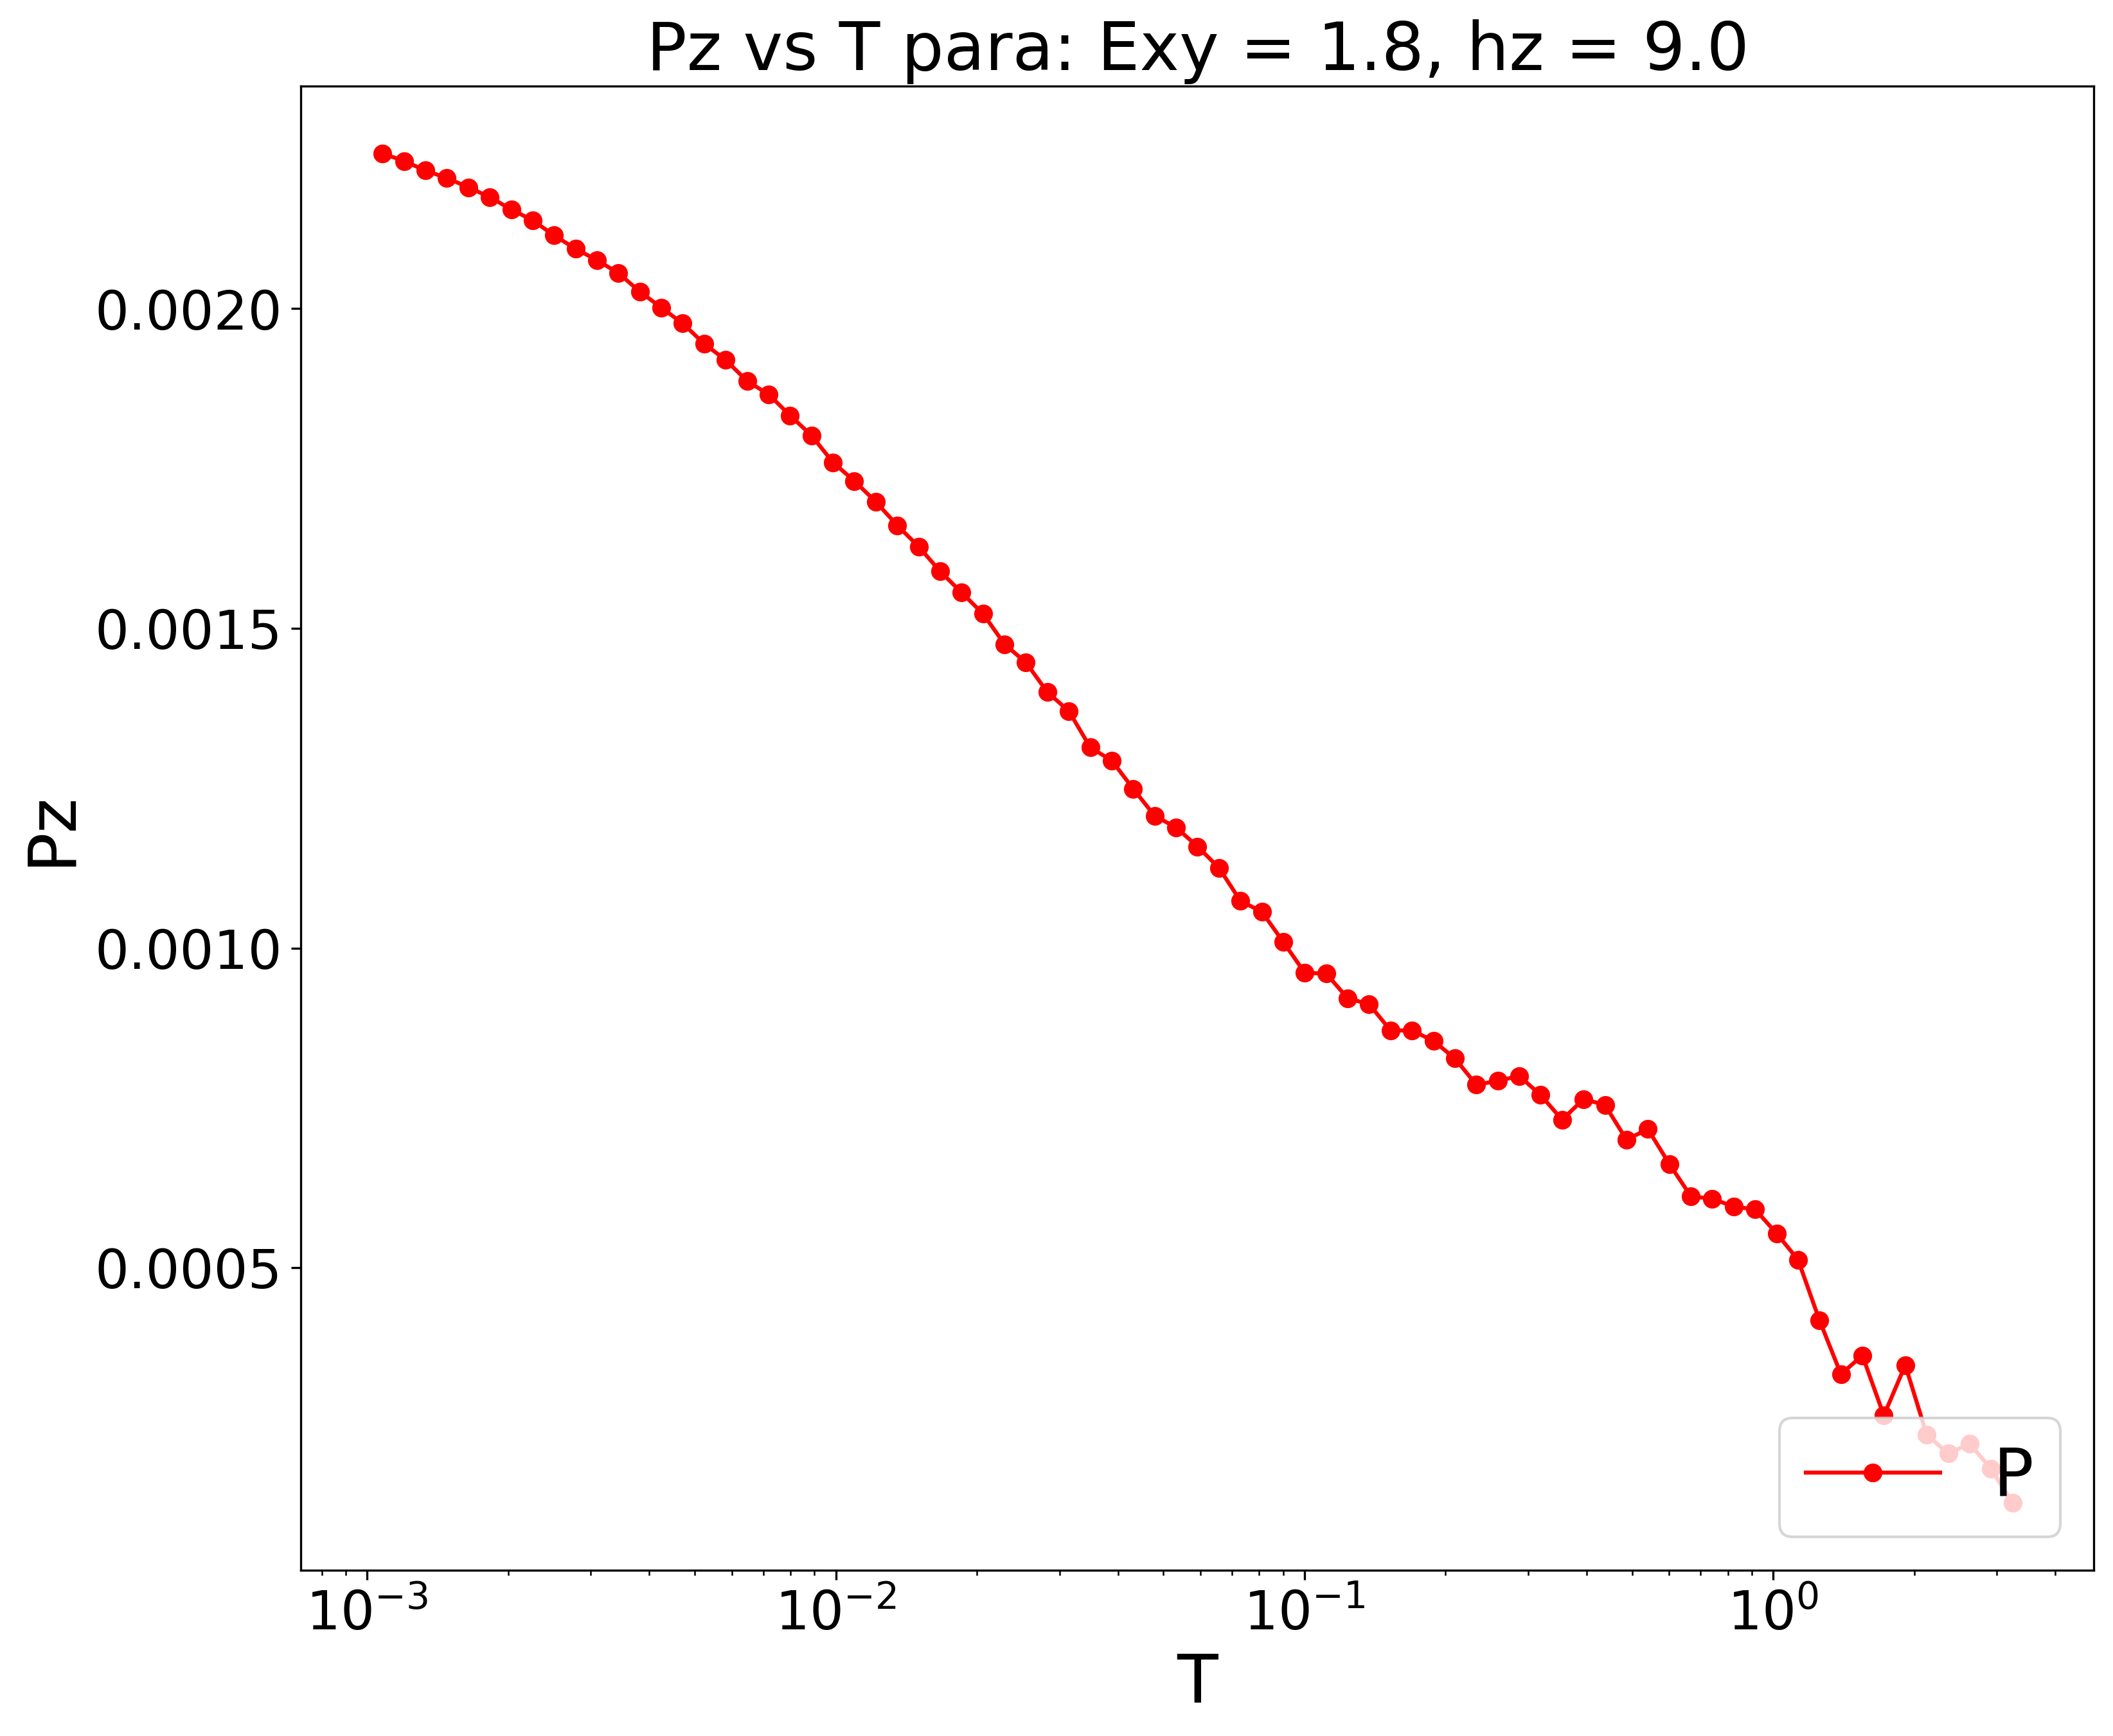 Pz vs T para: Exy = 1.8, hz = 9.0
0.0020
0.0015
0.0010
0.0005
Pz
P
10⁻³ 10⁻² 10⁻¹ 10⁰
T